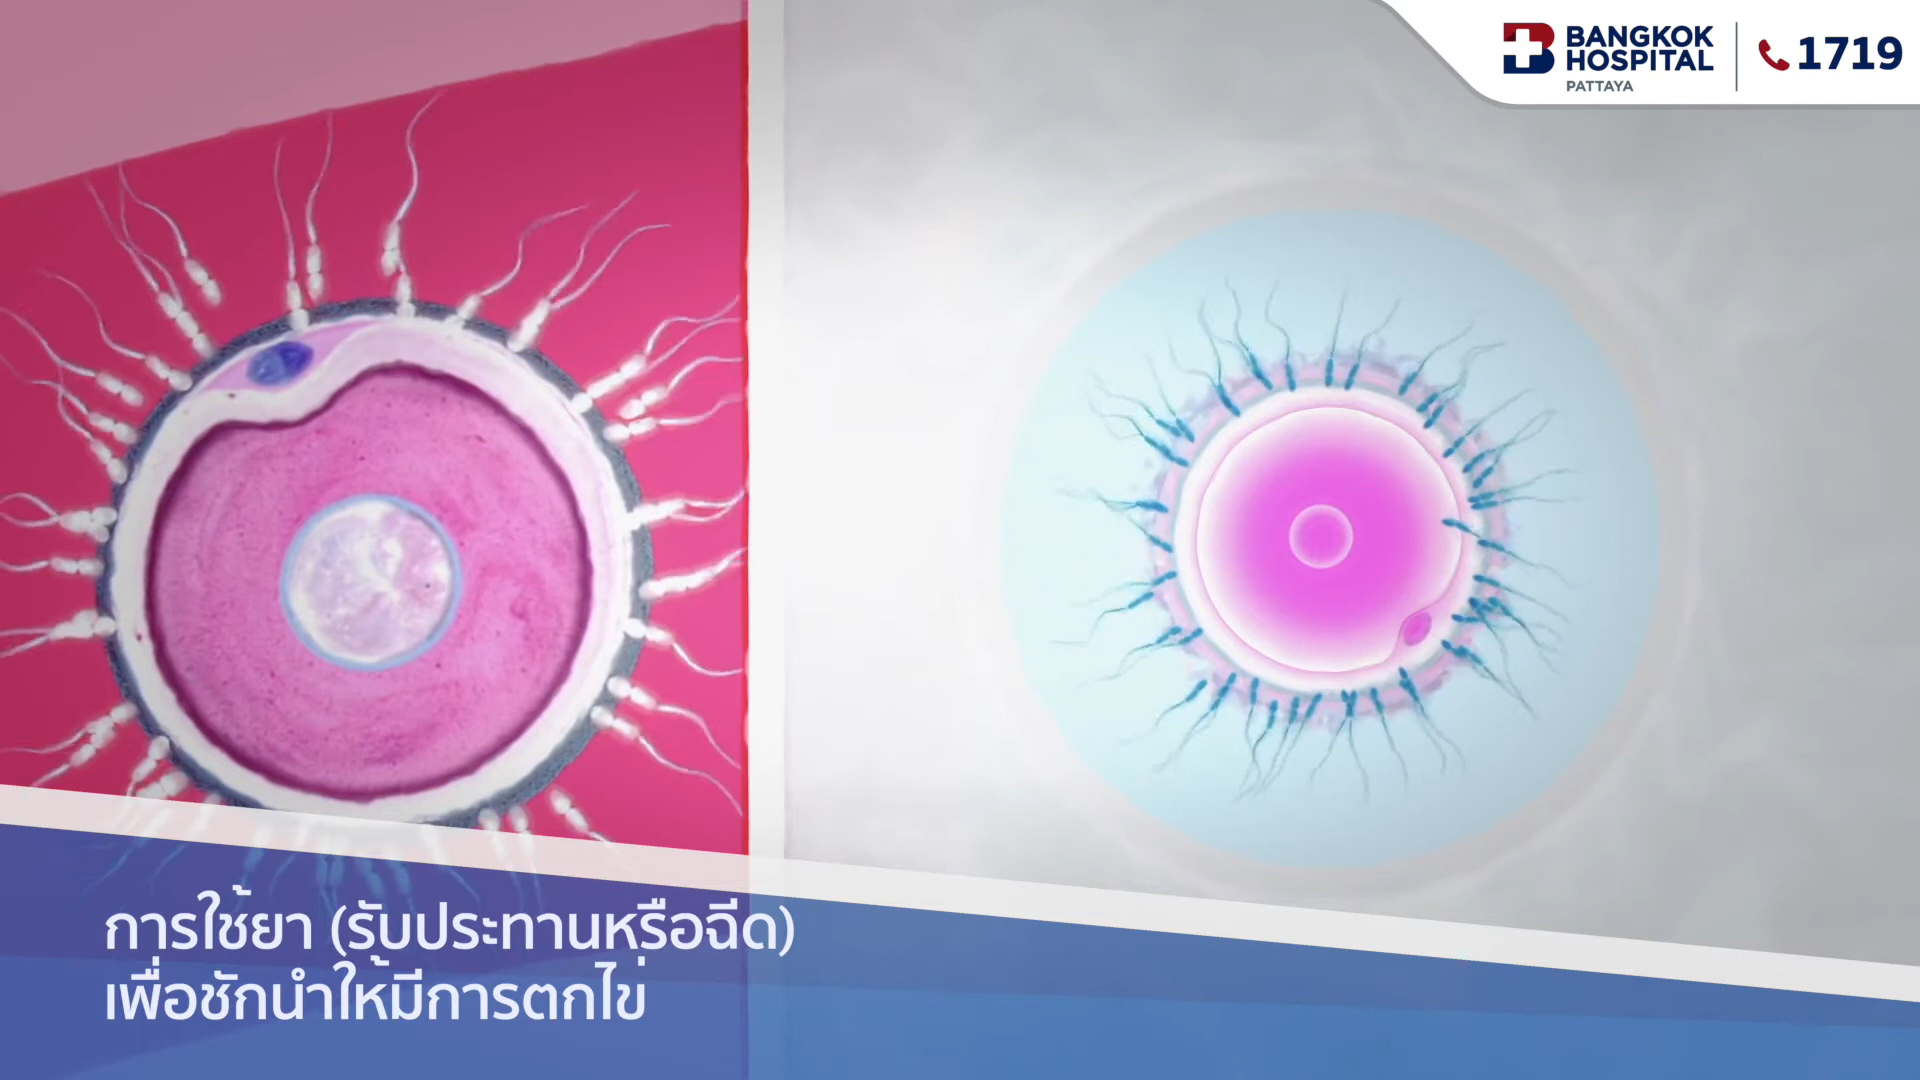 BANGKOK
HOSPITAL
PATTAYA
1719
การใช้ยา (รับประทานหรือฉีด)
เพื่อชักนำให้มีการตกไข่